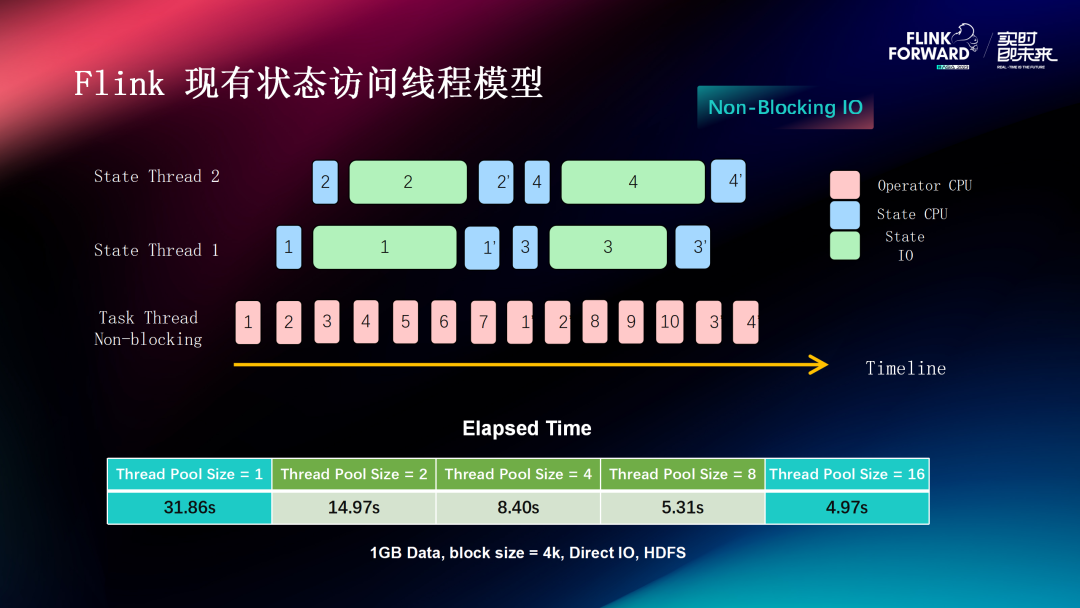 FLINK
FORWARD
实时
即未来
REAL-TIME IS THE FUTURE
Flink 现有状态访问线程模型
Non-Blocking IO
State Thread 2
2 2 2' 4 4 4'
State Thread 1
1 1 1' 3 3 3'
Task Thread
Non-blocking
1 2 3 4 5 6 7 1' 2' 8 9 10 3' 4'
Operator CPU
State CPU
State
IO
Timeline
Elapsed Time
Thread Pool Size = 1 Thread Pool Size = 2 Thread Pool Size = 4 Thread Pool Size = 8 Thread Pool Size = 16
31.86s 14.97s 8.40s 5.31s 4.97s
1GB Data, block size = 4k, Direct IO, HDFS